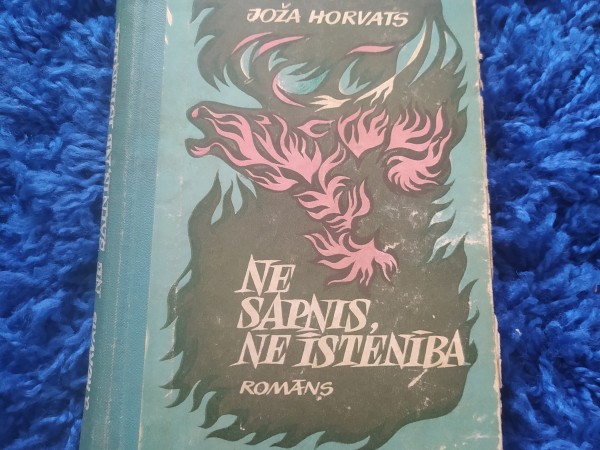 JOŽA HORVATS
NE
SAPNIS,
NE ĪSTENĪBA
ROMĀNS